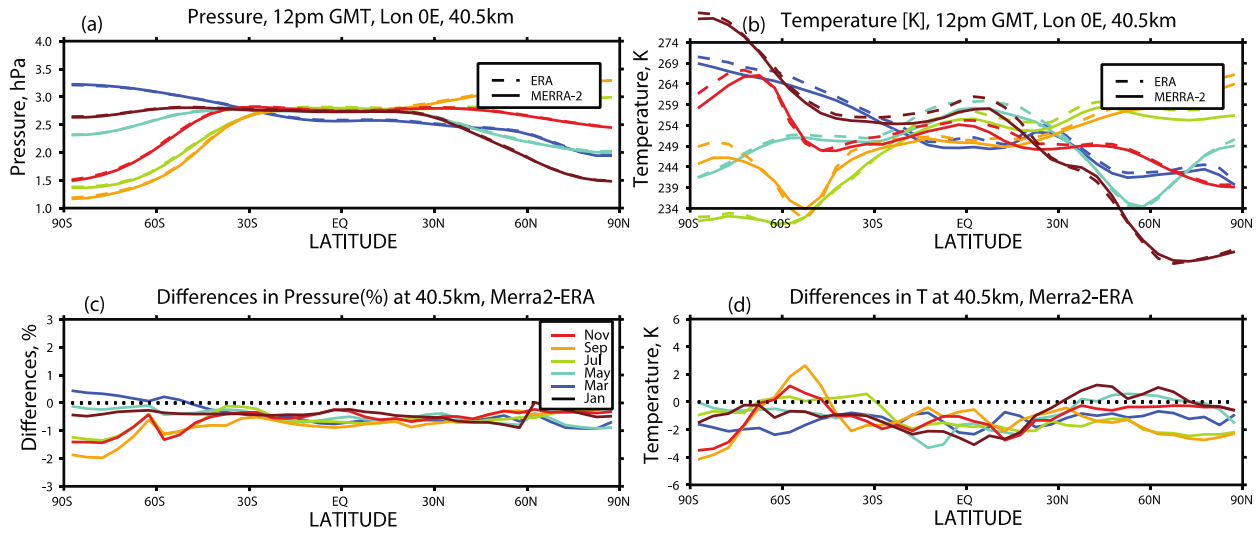 (a)
Pressure, 12pm GMT, Lon 0E, 40.5km
Pressure, hPa
4.0
3.5
3.0
2.5
2.0
1.5
1.0
ERA
MERRA-2
90S 60S 30S EQ 30N 60N 90N
LATITUDE
(b)
Temperature [K], 12pm GMT, Lon 0E, 40.5km
Temperature, K
274
269
264
259
254
249
244
239
234
ERA
MERRA-2
90S 60S 30S EQ 30N 60N 90N
LATITUDE
(c)
Differences in Pressure(%) at 40.5km, Merra2-ERA
Differences, %
3
2
1
0
-1
-2
-3
Nov
Sep
Jul
May
Mar
Jan
90S 60S 30S EQ 30N 60N 90N
LATITUDE
(d)
Differences in T at 40.5km, Merra2-ERA
Temperature, K
6
4
2
0
-2
-4
-6
90S 60S 30S EQ 30N 60N 90N
LATITUDE